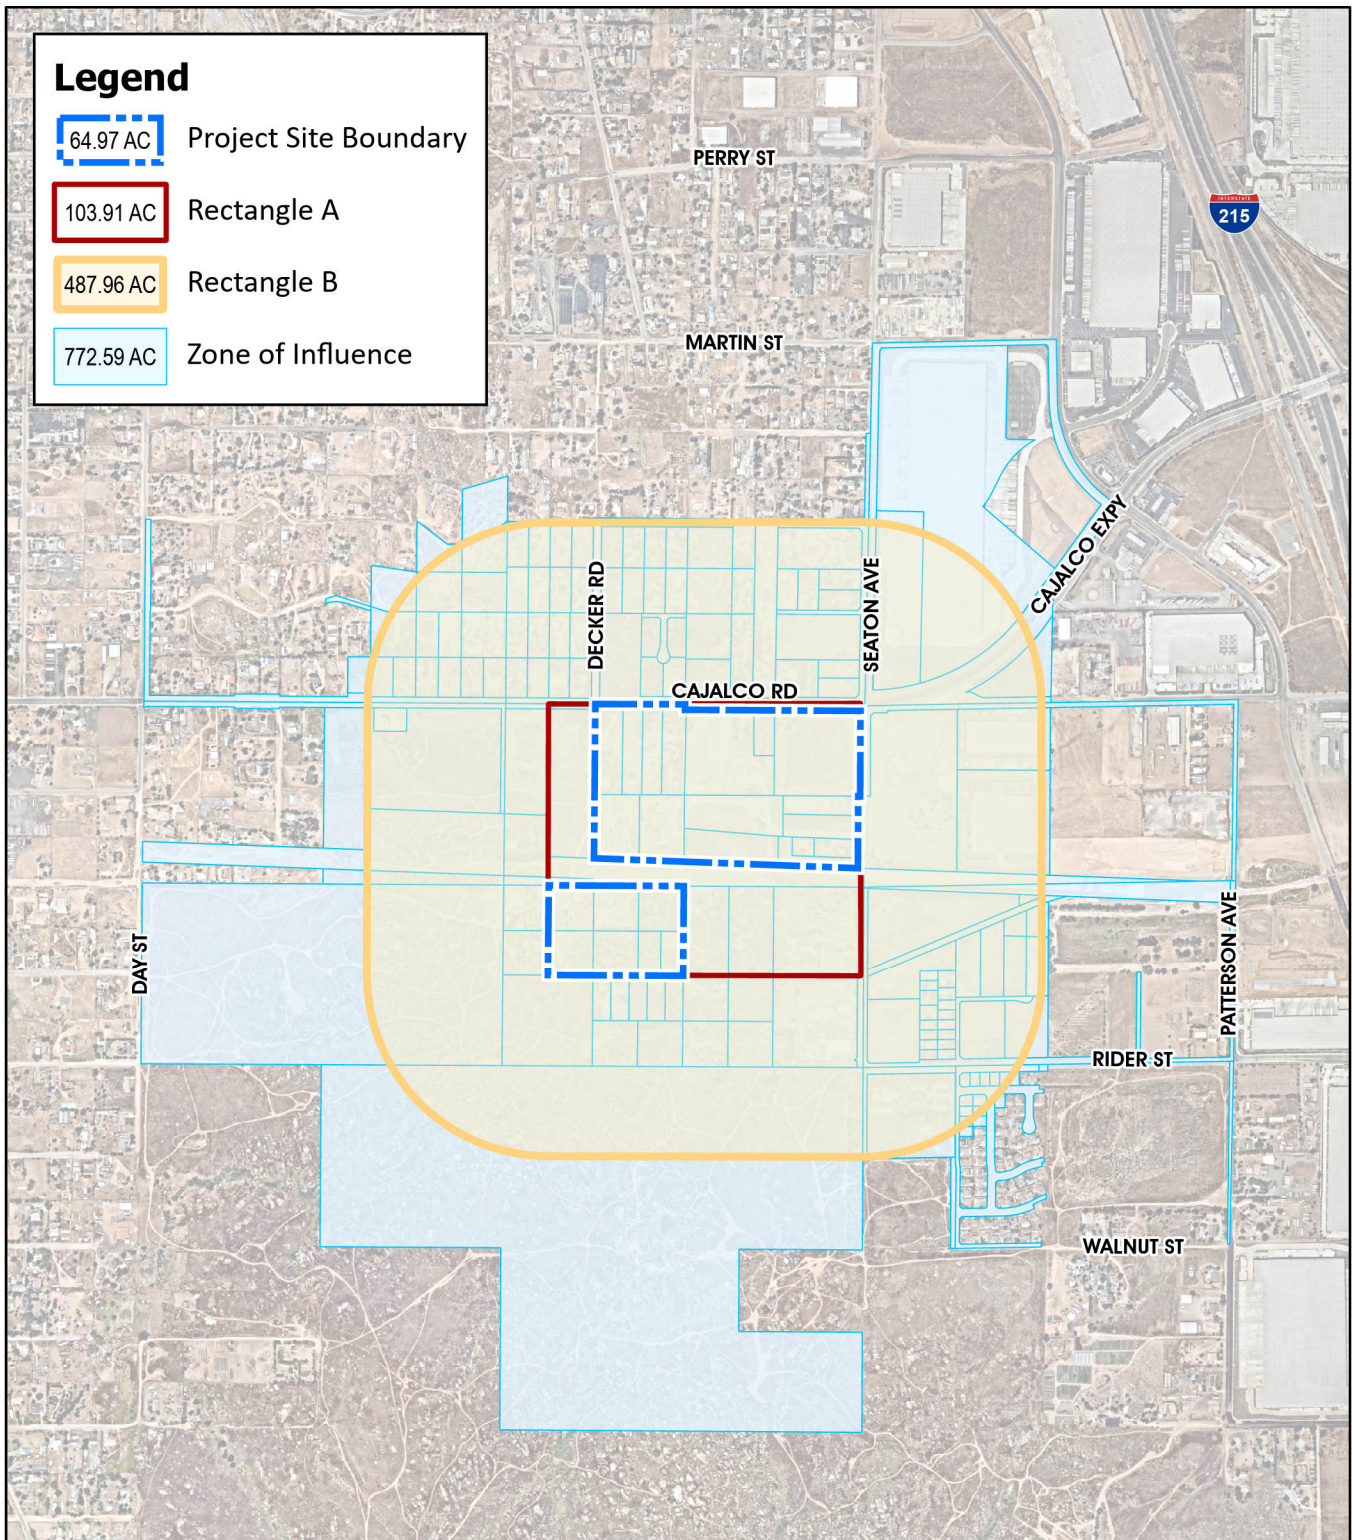 Legend
64.97 AC Project Site Boundary
103.91 AC Rectangle A
487.96 AC Rectangle B
772.59 AC Zone of Influence
PERRY ST
INTERSTATE
215
MARTIN ST
CAJALCO EXPY
DECKER RD
SEATON AVE
CAJALCO RD
DAY ST
PATTERSON AVE
RIDER ST
WALNUT ST